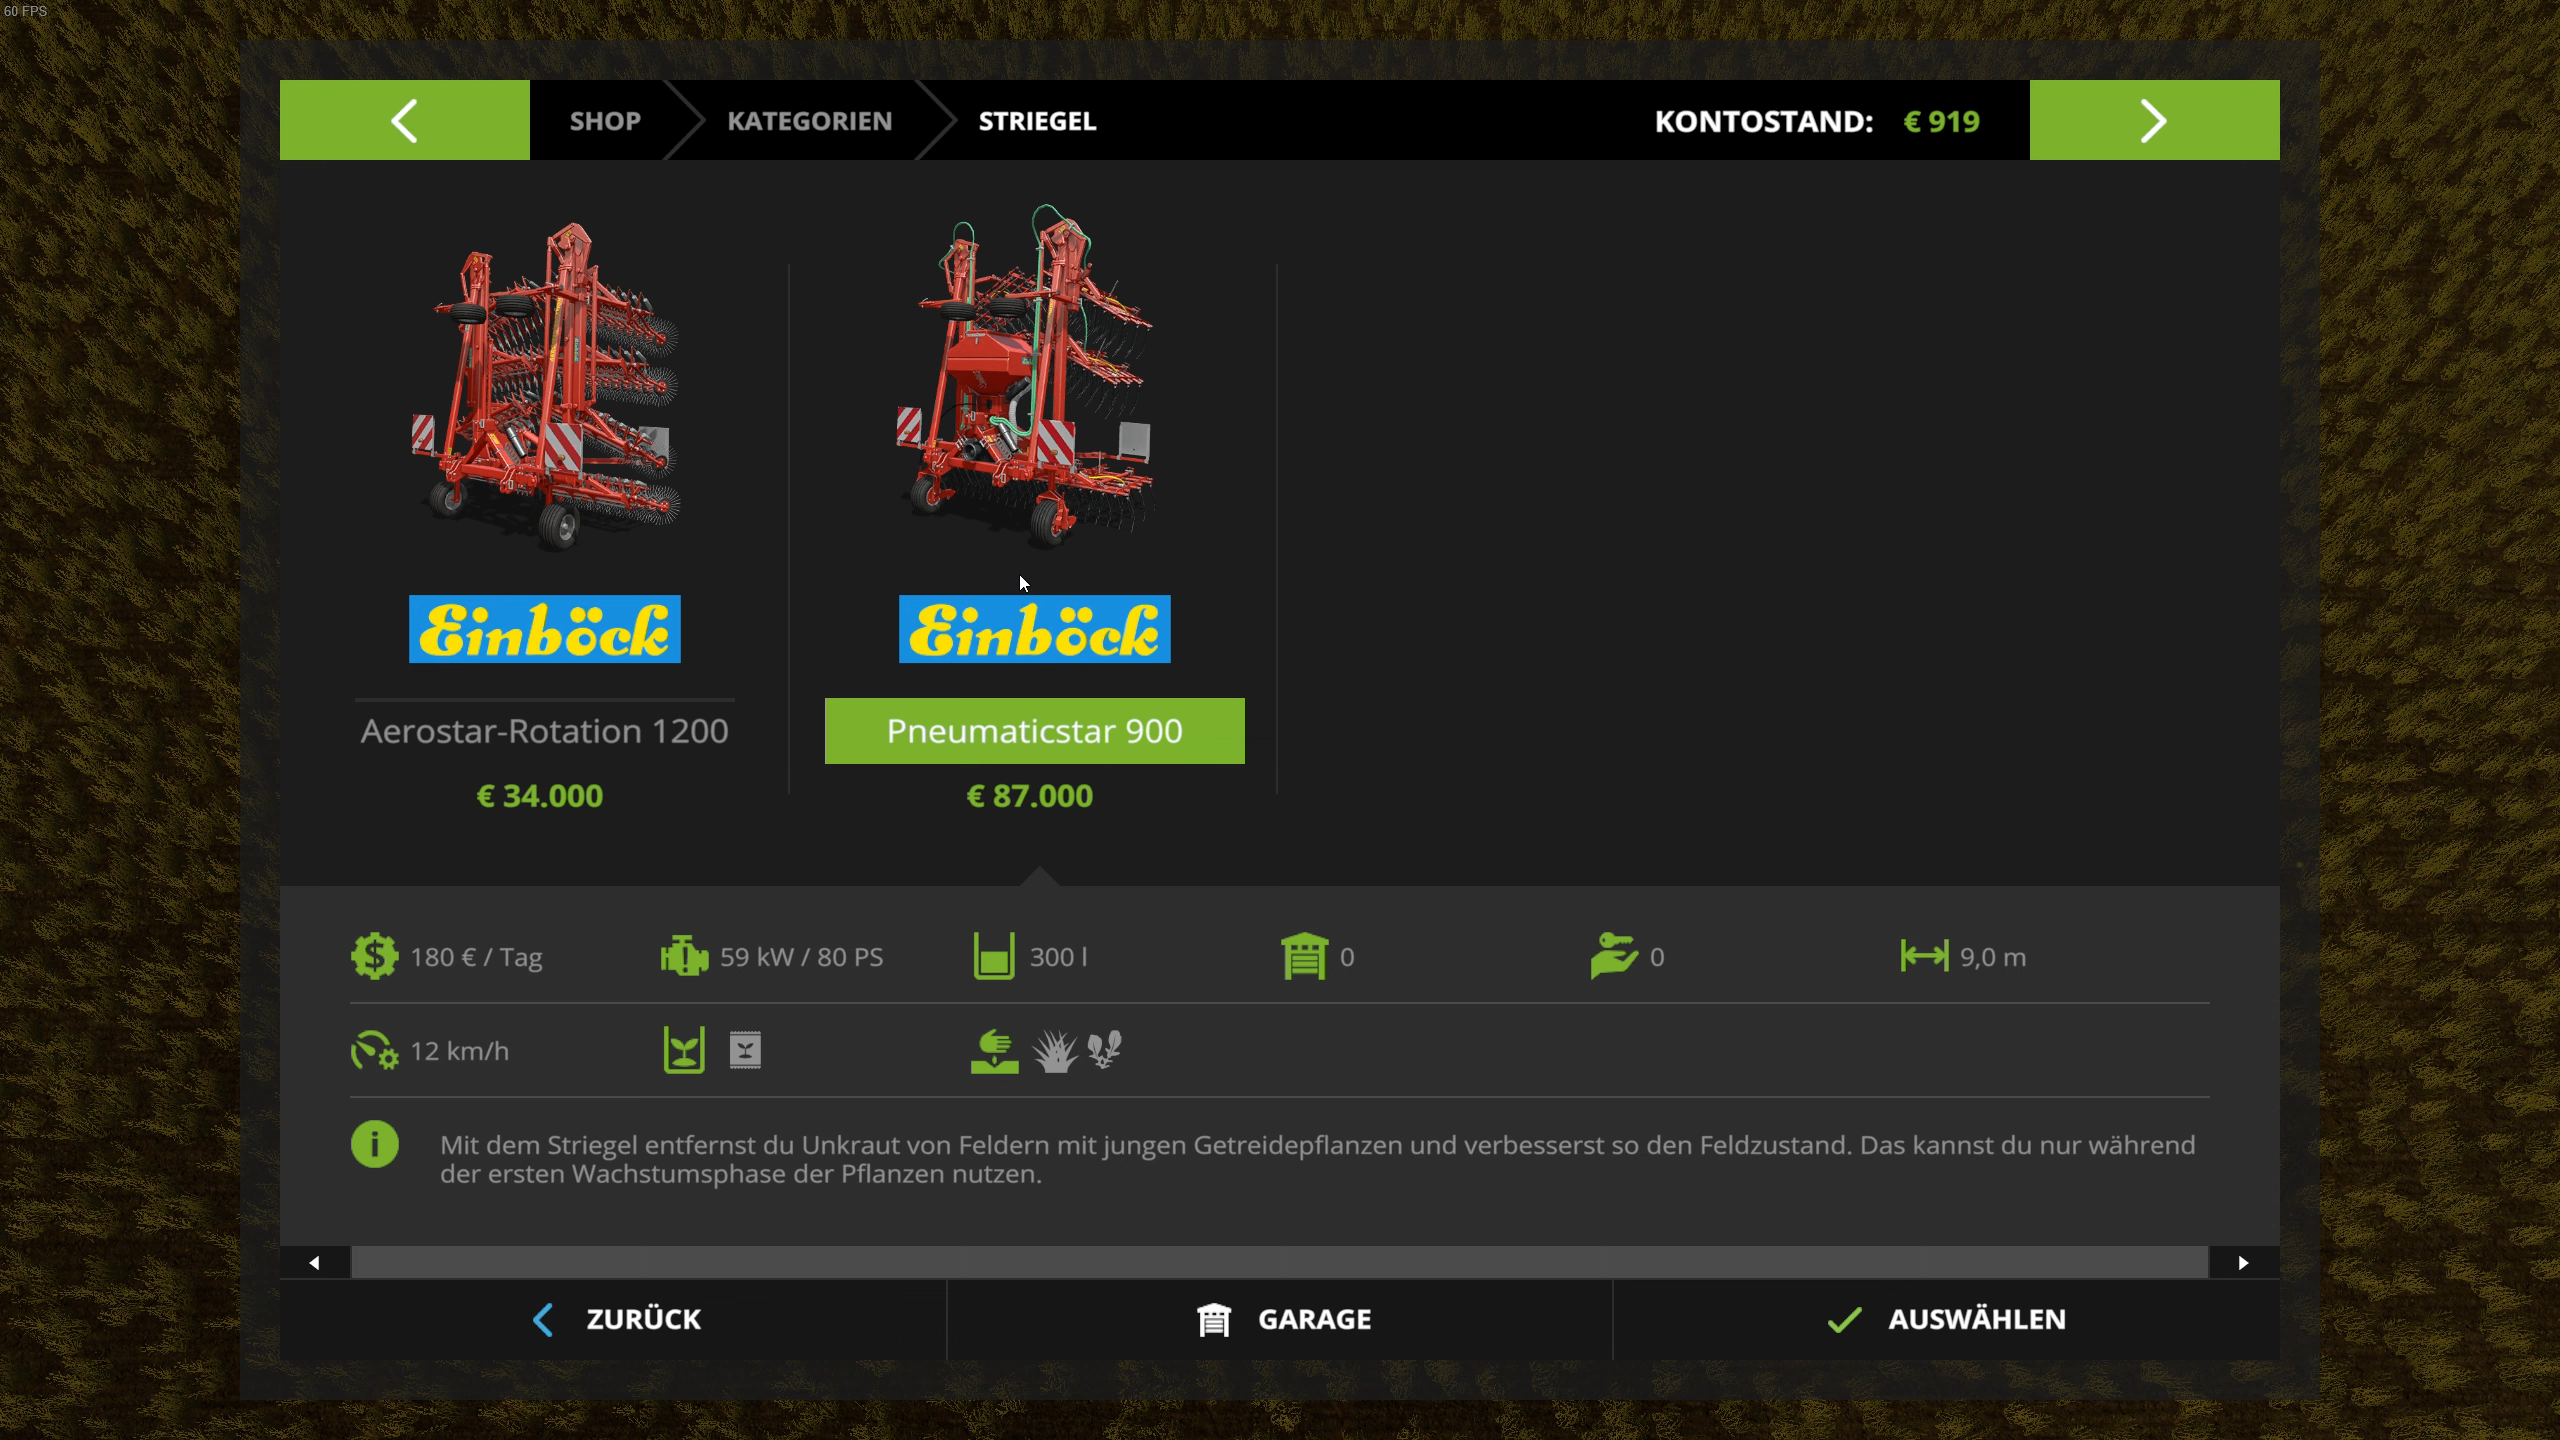 60 FPS
SHOP
KATEGORIEN
STRIEGEL
KONTOSTAND: € 919
Einböck
Einböck
Aerostar-Rotation 1200
Pneumaticstar 900
€ 34.000
€ 87.000
180 € / Tag
59 kW / 80 PS
300 l
0
0
9,0 m
12 km/h
Mit dem Striegel entfernst du Unkraut von Feldern mit jungen Getreidepflanzen und verbesserst so den Feldzustand. Das kannst du nur während
der ersten Wachstumsphase der Pflanzen nutzen.
ZURÜCK
GARAGE
AUSWÄHLEN